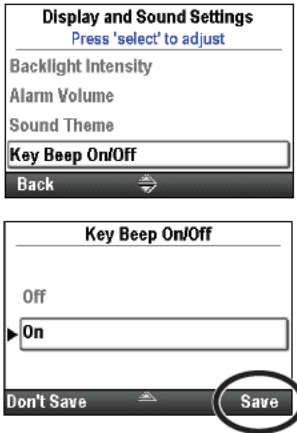 Display and Sound Settings
Press 'select' to adjust
Backlight Intensity
Alarm Volume
Sound Theme
Key Beep On/Off
Back
Key Beep On/Off
Off
On
Don't Save Save